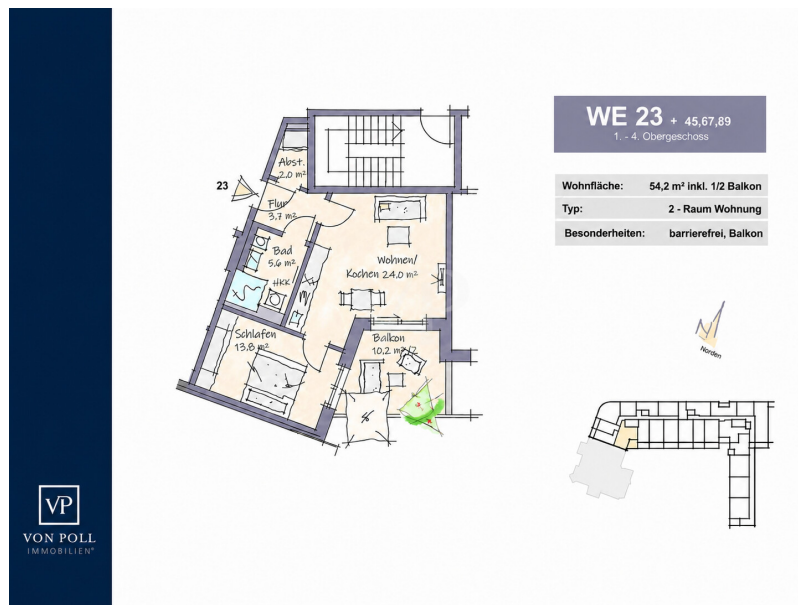 WE 23 + 45,67,89
1. - 4. Obergeschoss
Wohnfläche: 54,2 m² inkl. 1/2 Balkon
Typ: 2 - Raum Wohnung
Besonderheiten: barrierefrei, Balkon
23
Abst.
2.0 m²
Flur
3.7 m²
Bad
5.6 m²
HKK
Wohnen/
Kochen 24.0 m²
Schlafen
13.8 m²
Balkon
10.2 m²/2
Norden
VP
VON POLL
IMMOBILIEN®